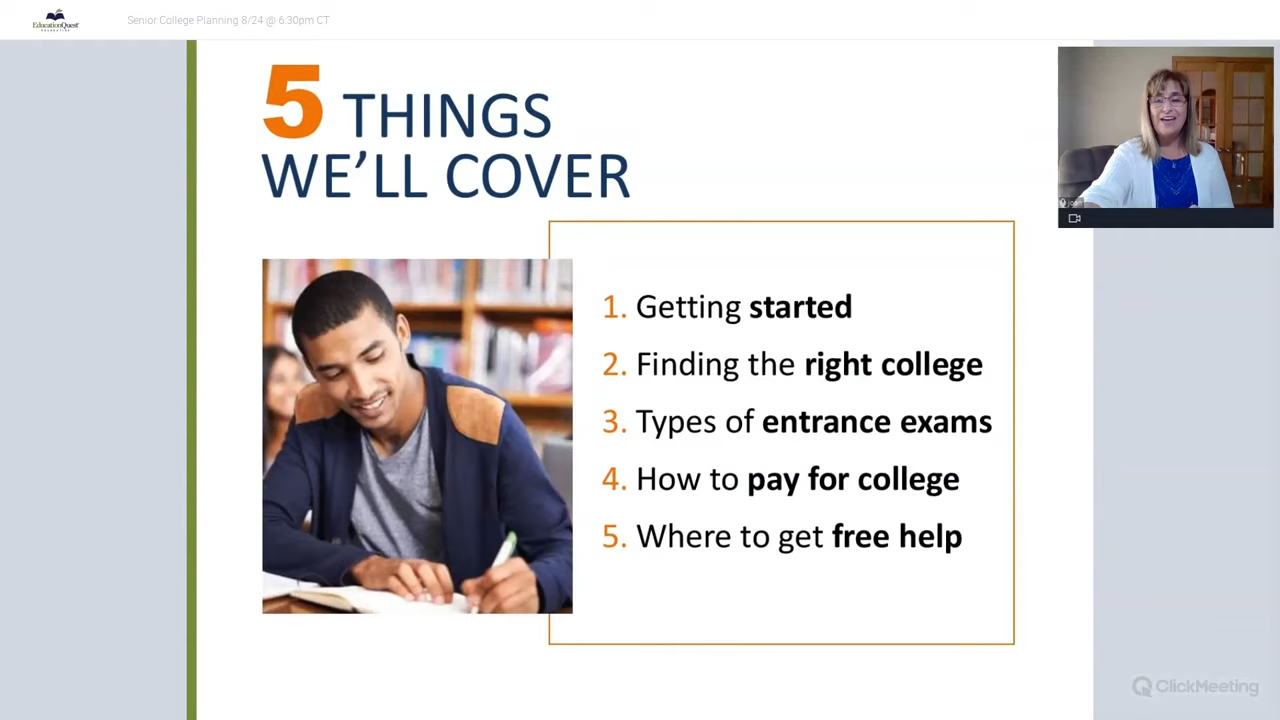 EducationQuest
FOUNDATION
Senior College Planning 8/24 @ 6:30pm CT
5 THINGS
WE’LL COVER
1. Getting started
2. Finding the right college
3. Types of entrance exams
4. How to pay for college
5. Where to get free help
ClickMeeting